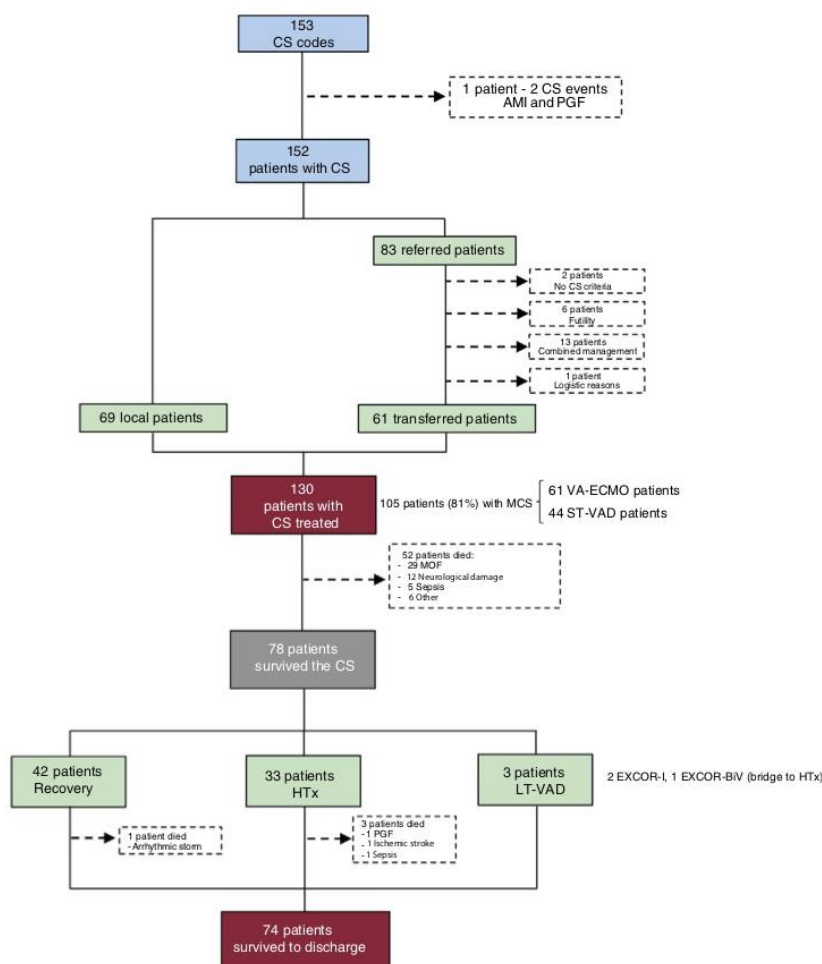 153
CS codes
1 patient - 2 CS events
AMI and PGF
152
patients with CS
83 referred patients
2 patients
No CS criteria
6 patients
Futility
13 patients
Combined management
1 patient
Logistic reasons
69 local patients
61 transferred patients
130
patients with
CS treated
105 patients (81%) with MCS
61 VA-ECMO patients
44 ST-VAD patients
52 patients died:
- 29 MOF
- 12 Neurological damage
- 5 Sepsis
- 6 Other
78 patients
survived the CS
42 patients
Recovery
33 patients
HTx
3 patients
LT-VAD
2 EXCOR-I, 1 EXCOR-BiV (bridge to HTx)
1 patient died
- Arrhythmic storm
3 patients died
- 1 PGF
- 1 Ischemic stroke
- 1 Sepsis
74 patients
survived to discharge